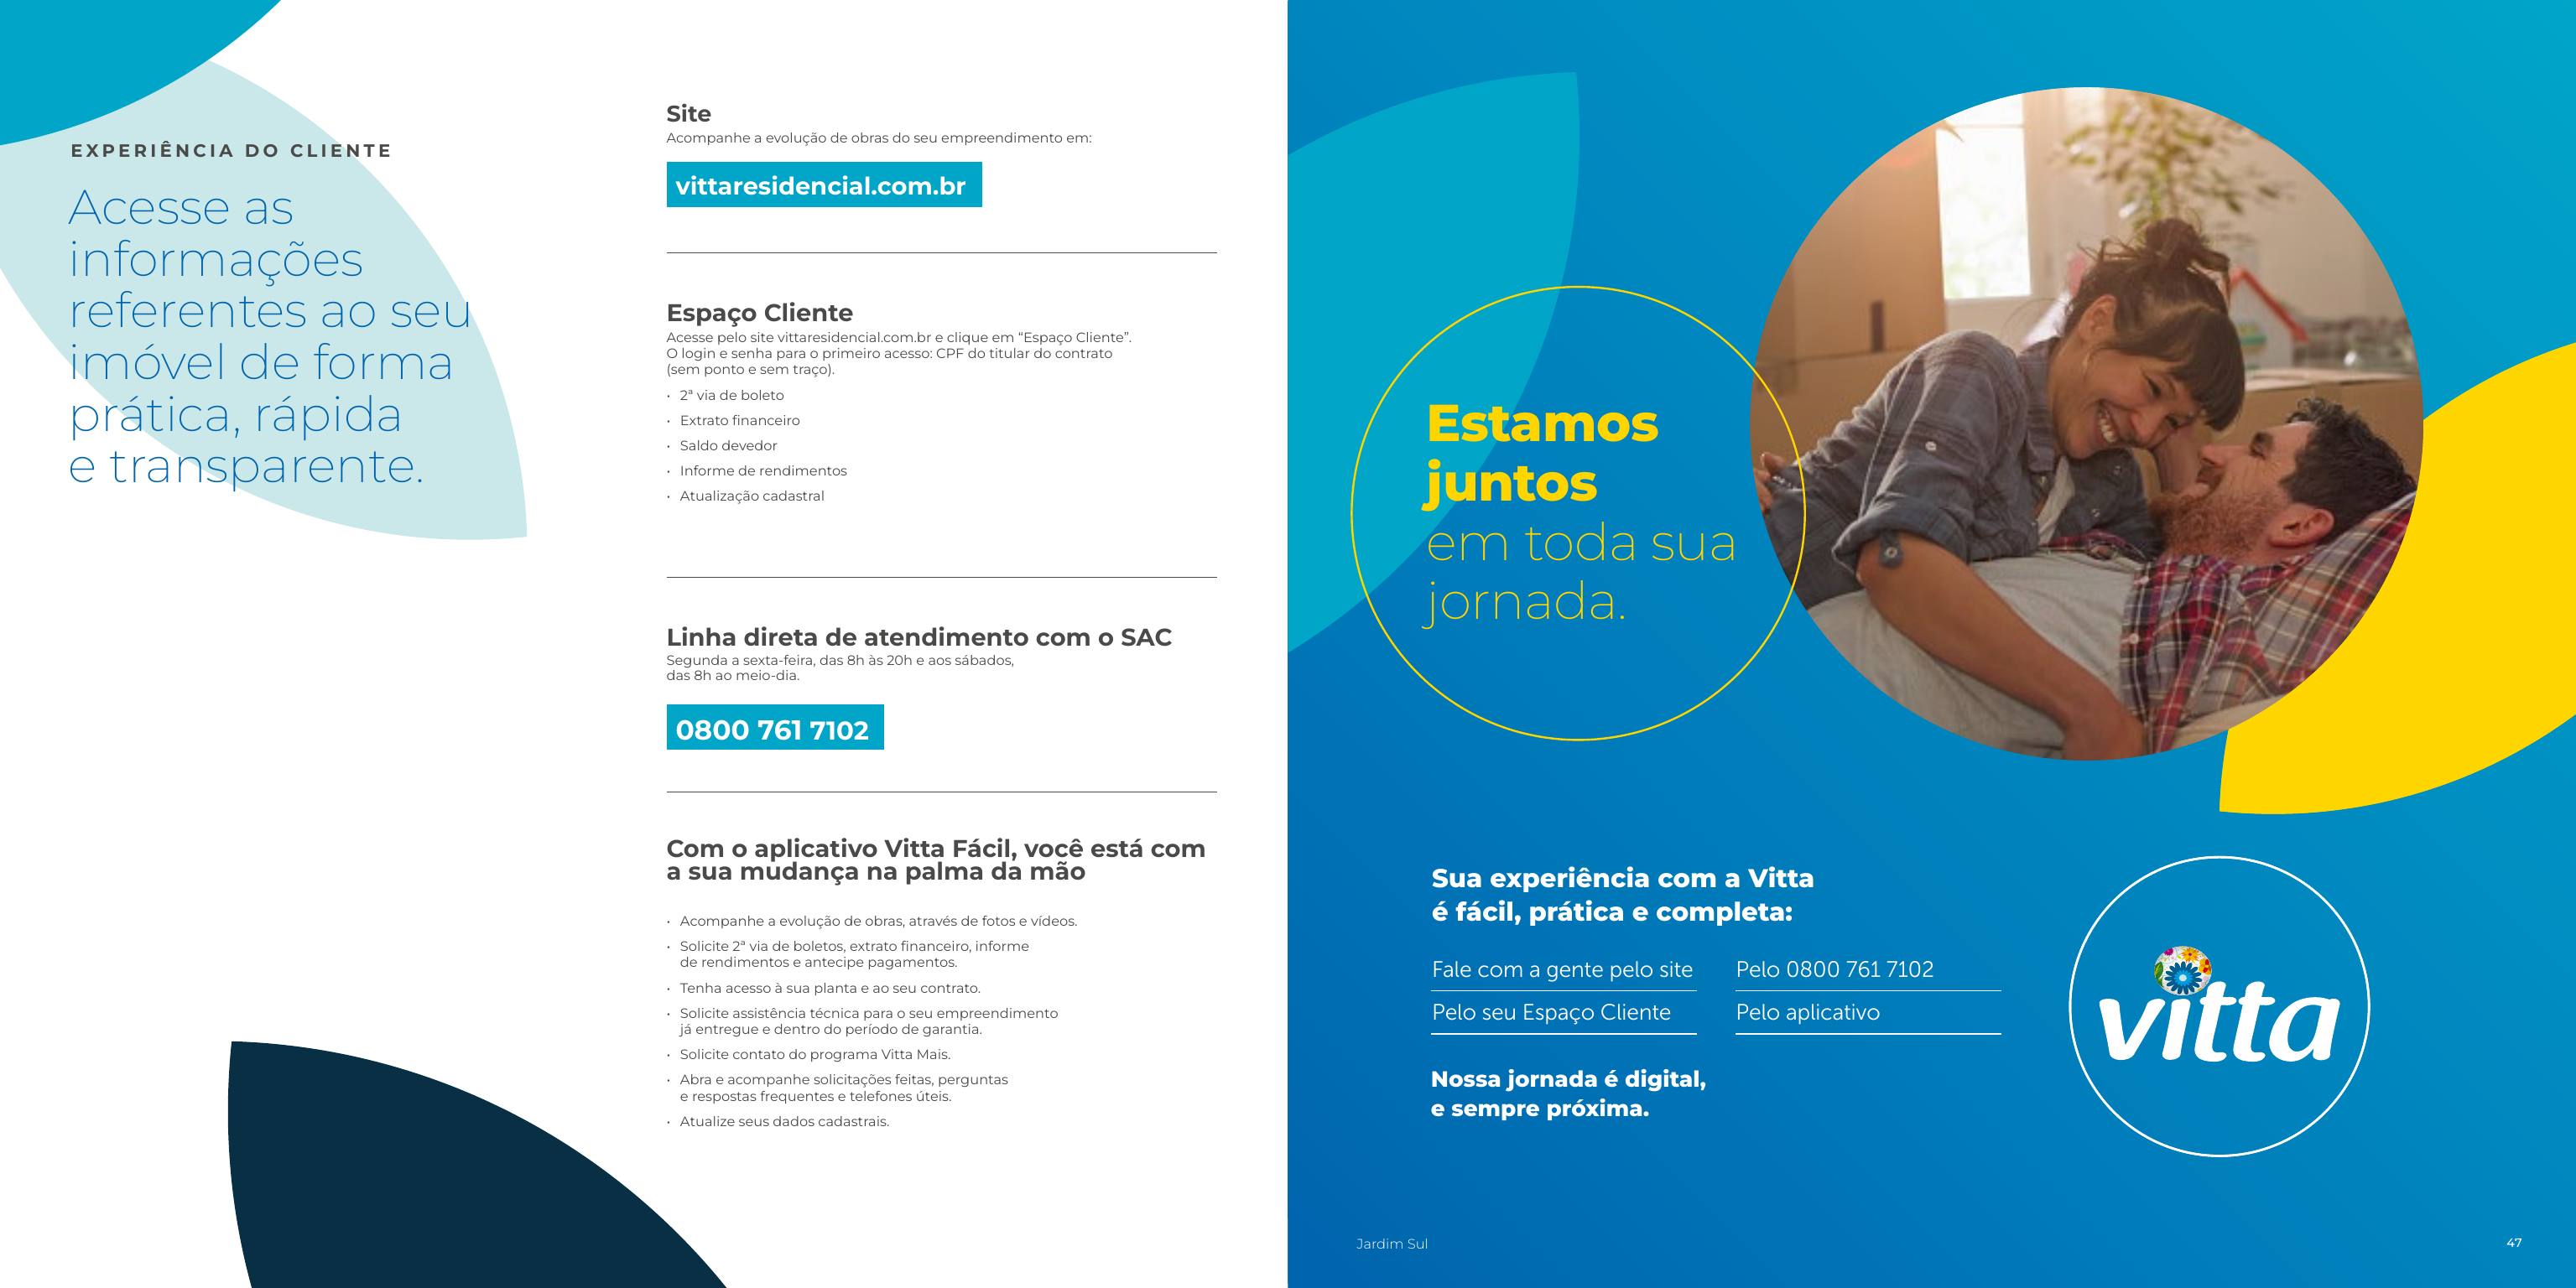 EXPERIÊNCIA DO CLIENTE
Acesse as
informações
referentes ao seu
imóvel de forma
prática, rápida
e transparente.
Site
Acompanhe a evolução de obras do seu empreendimento em:
vittaresidencial.com.br
Espaço Cliente
Acesse pelo site vittaresidencial.com.br e clique em “Espaço Cliente”.
O login e senha para o primeiro acesso: CPF do titular do contrato
(sem ponto e sem traço).
• 2ª via de boleto
• Extrato financeiro
• Saldo devedor
• Informe de rendimentos
• Atualização cadastral
Linha direta de atendimento com o SAC
Segunda a sexta-feira, das 8h às 20h e aos sábados,
das 8h ao meio-dia.
0800 761 7102
Com o aplicativo Vitta Fácil, você está com
a sua mudança na palma da mão
• Acompanhe a evolução de obras, através de fotos e vídeos.
• Solicite 2ª via de boletos, extrato financeiro, informe
de rendimentos e antecipe pagamentos.
• Tenha acesso à sua planta e ao seu contrato.
• Solicite assistência técnica para o seu empreendimento
já entregue e dentro do período de garantia.
• Solicite contato do programa Vitta Mais.
• Abra e acompanhe solicitações feitas, perguntas
e respostas frequentes e telefones úteis.
• Atualize seus dados cadastrais.
Estamos
juntos
em toda sua
jornada.
Sua experiência com a Vitta
é fácil, prática e completa:
Fale com a gente pelo site
Pelo 0800 761 7102
Pelo seu Espaço Cliente
Pelo aplicativo
Nossa jornada é digital,
e sempre próxima.
vitta
Jardim Sul
47